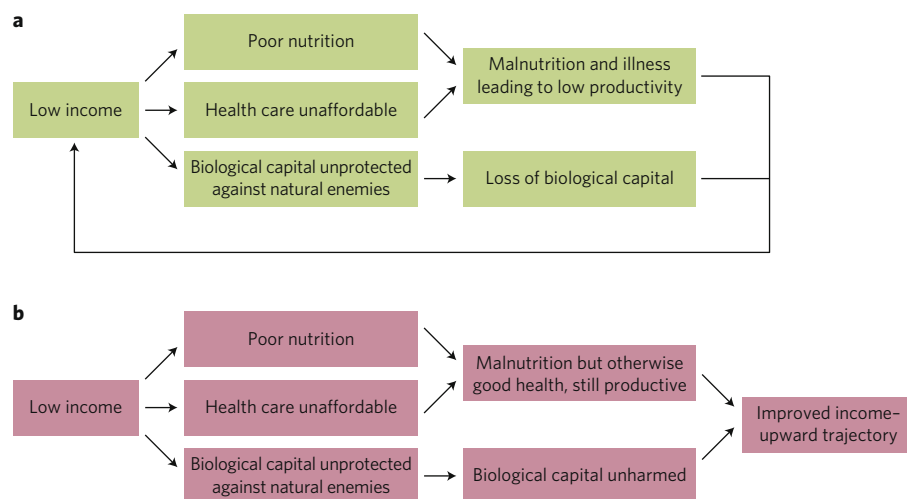 a
Poor nutrition
Low income
Health care unaffordable
Malnutrition and illness
leading to low productivity
Biological capital unprotected
against natural enemies
Loss of biological capital
b
Poor nutrition
Low income
Health care unaffordable
Malnutrition but otherwise
good health, still productive
Biological capital unprotected
against natural enemies
Biological capital unharmed
Improved income–
upward trajectory